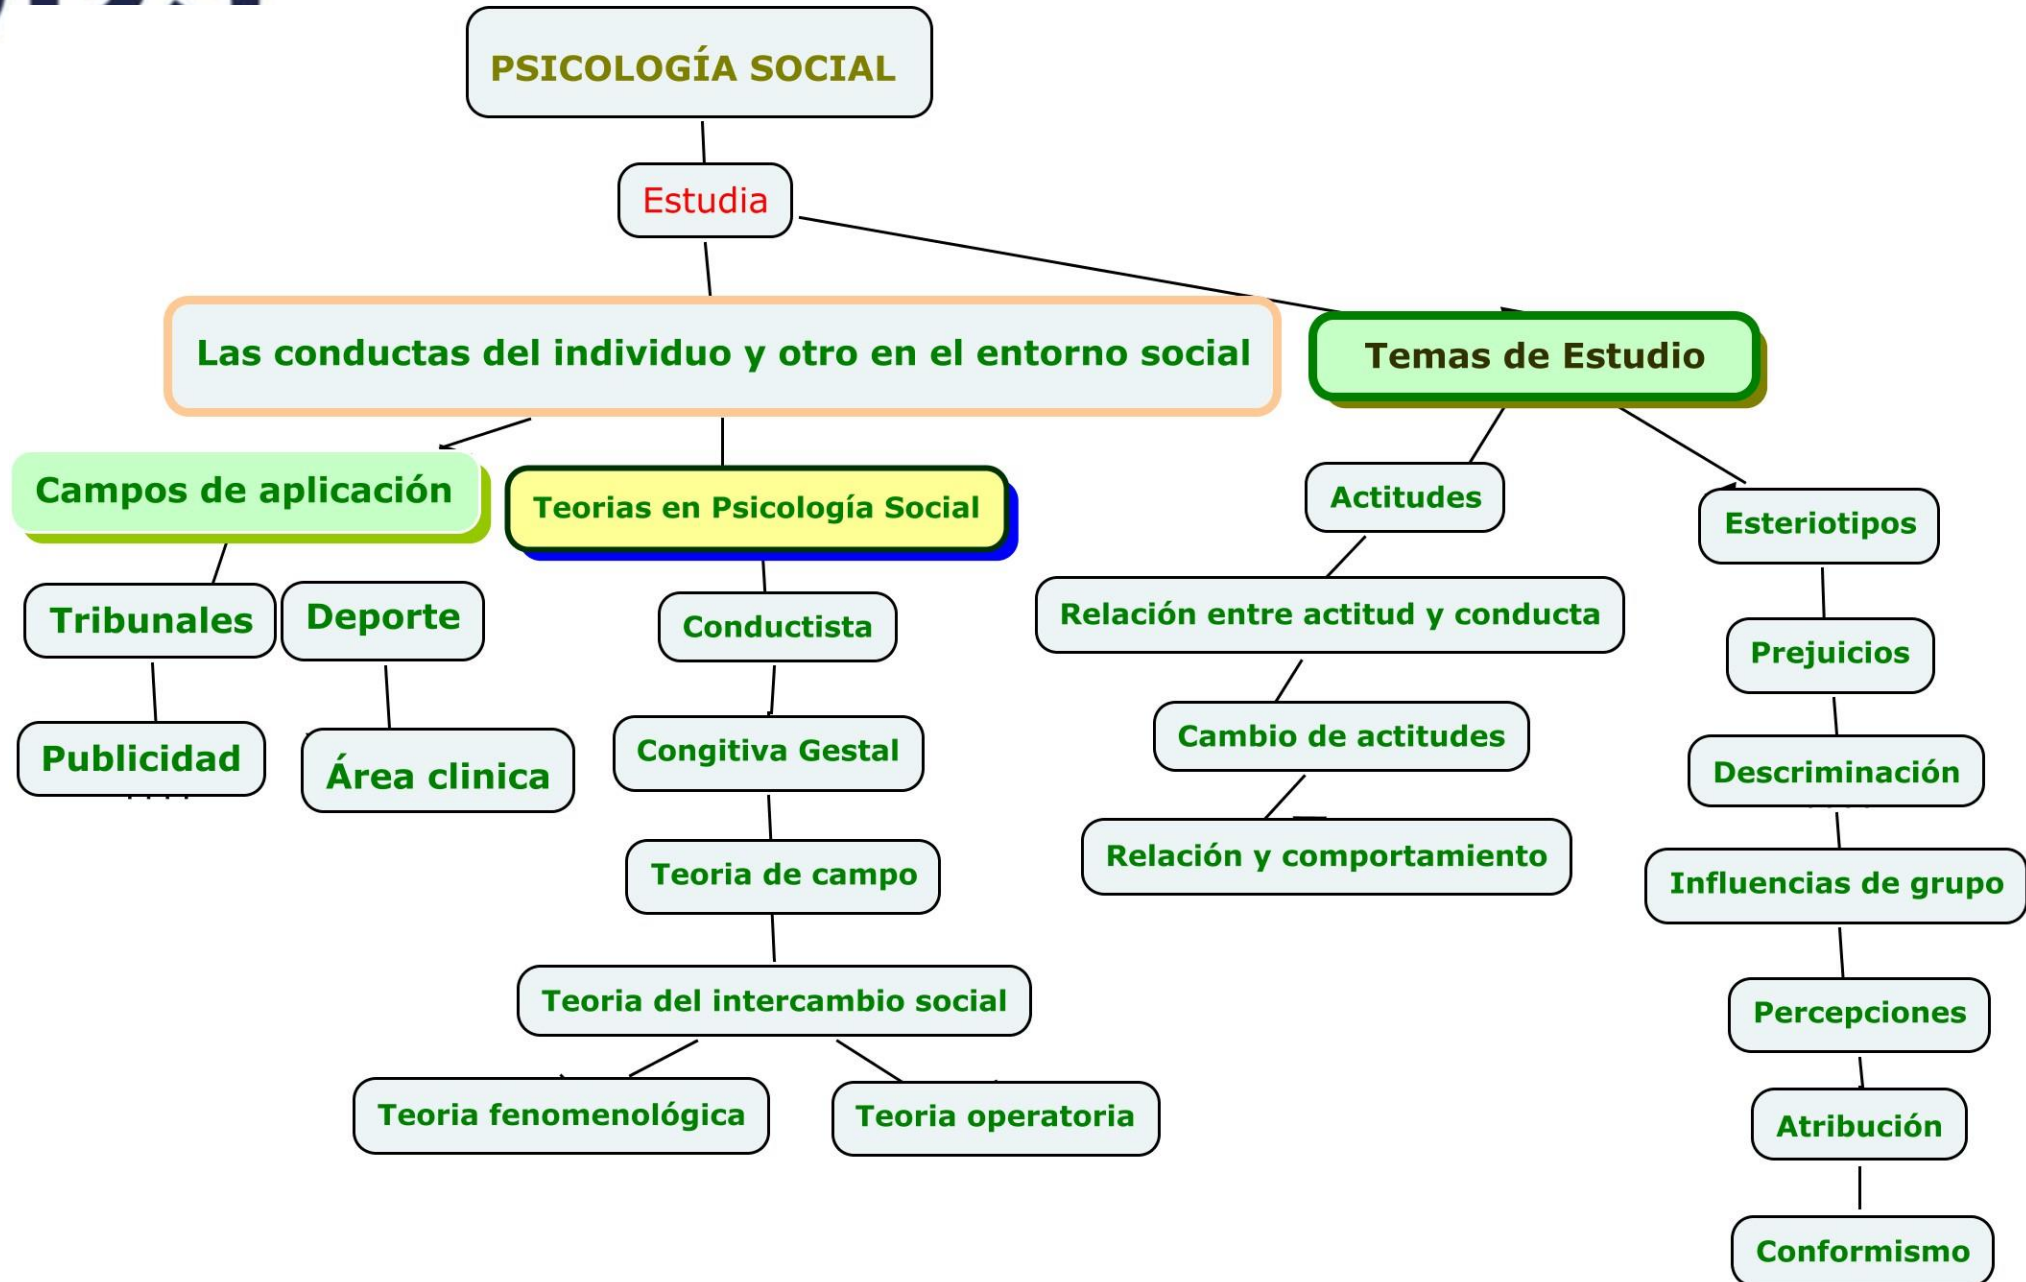 PSICOLOGÍA SOCIAL
Estudia
Las conductas del individuo y otro en el entorno social
Temas de Estudio
Campos de aplicación
Teorias en Psicología Social
Actitudes
Esteriotipos
Tribunales
Deporte
Conductista
Relación entre actitud y conducta
Prejuicios
Publicidad
Área clinica
Congitiva Gestal
Cambio de actitudes
Descriminación
Teoria de campo
Relación y comportamiento
Influencias de grupo
Teoria del intercambio social
Percepciones
Teoria fenomenológica
Teoria operatoria
Atribución
Conformismo